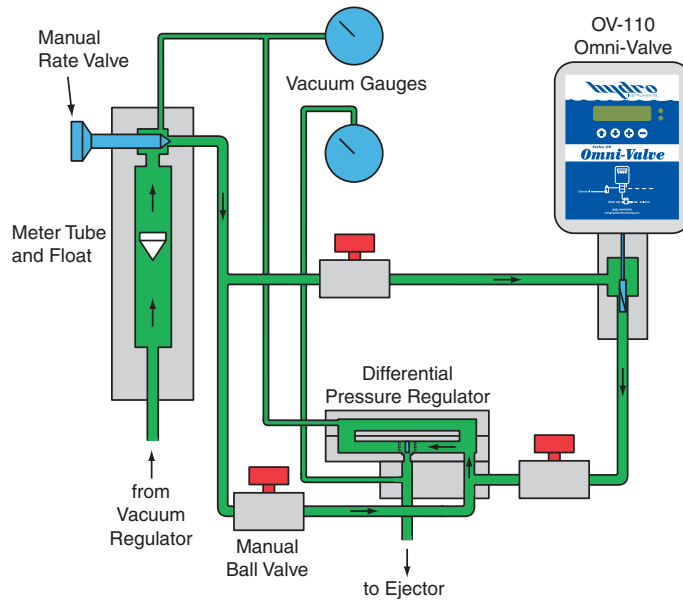 Manual
Rate Valve
Vacuum Gauges
OV-110
Omni-Valve
hydro
Omni-Valve
Meter Tube
and Float
Differential
Pressure Regulator
from
Vacuum
Regulator
Manual
Ball Valve
to Ejector